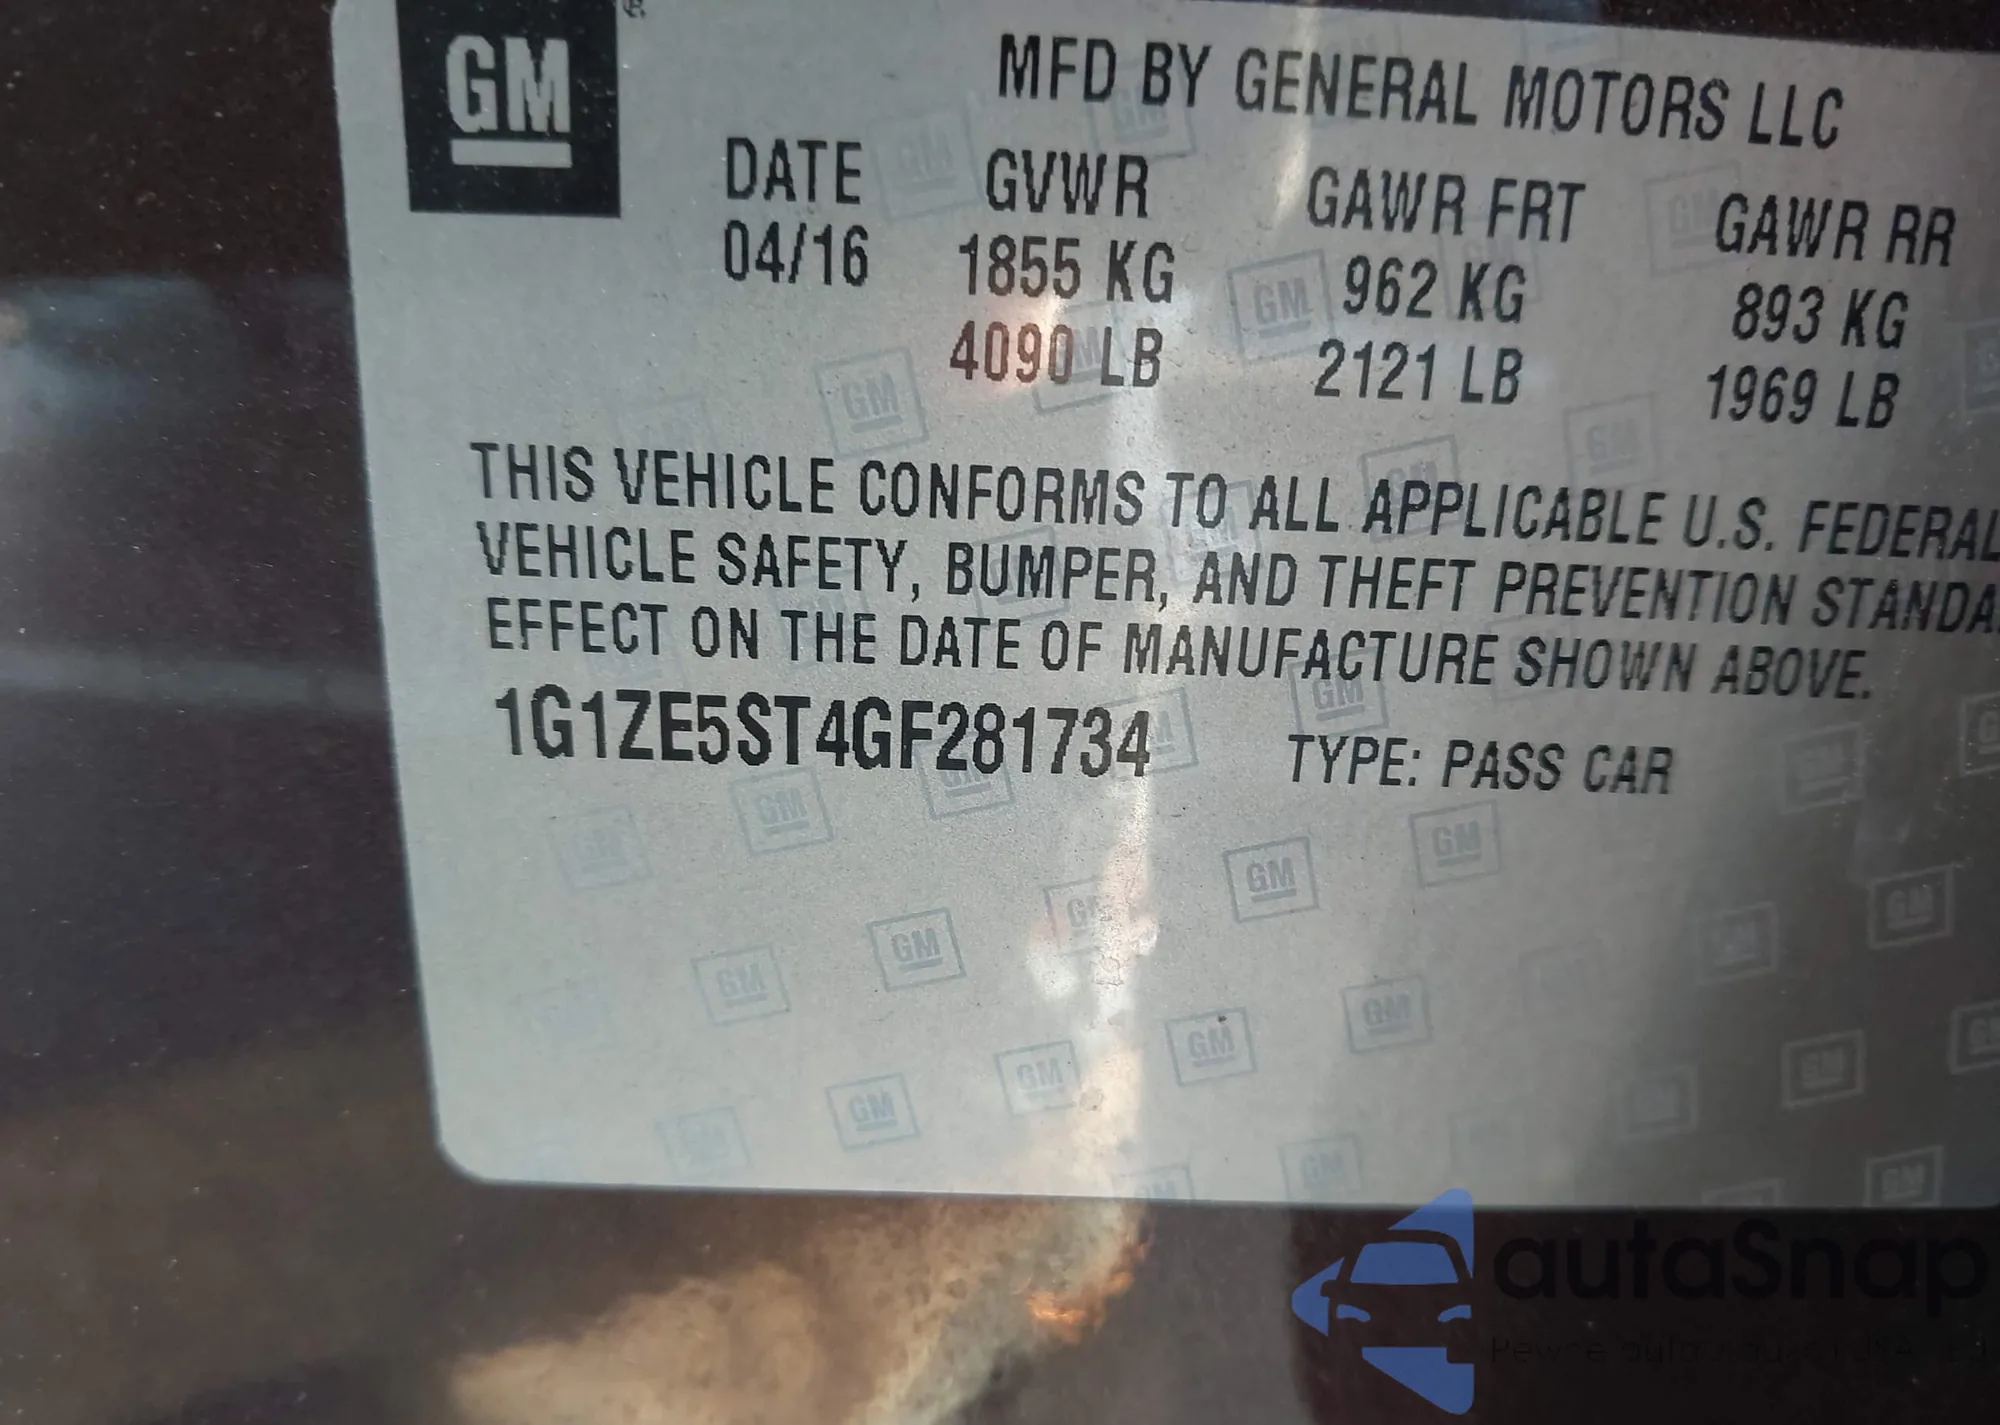 GM
MFD BY GENERAL MOTORS LLC
DATE GVWR GAWR FRT GAWR RR
04/16 1855 KG 962 KG 893 KG
4090 LB 2121 LB 1969 LB
THIS VEHICLE CONFORMS TO ALL APPLICABLE U.S. FEDERAL
VEHICLE SAFETY, BUMPER, AND THEFT PREVENTION STANDA
EFFECT ON THE DATE OF MANUFACTURE SHOWN ABOVE.
1G1ZE5ST4GF281734 TYPE: PASS CAR
autaSnap